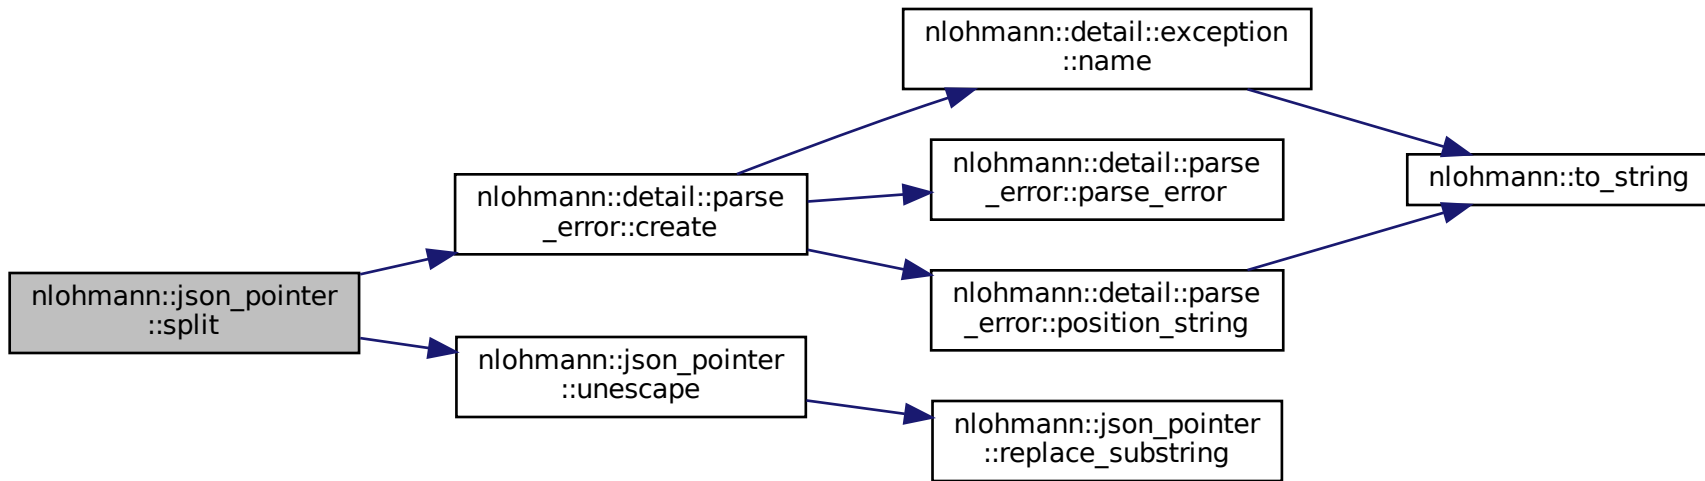 nlohmann::json_pointer
::split
nlohmann::detail::parse
_error::create
nlohmann::json_pointer
::unescape
nlohmann::detail::exception
::name
nlohmann::detail::parse
_error::parse_error
nlohmann::detail::parse
_error::position_string
nlohmann::json_pointer
::replace_substring
nlohmann::to_string